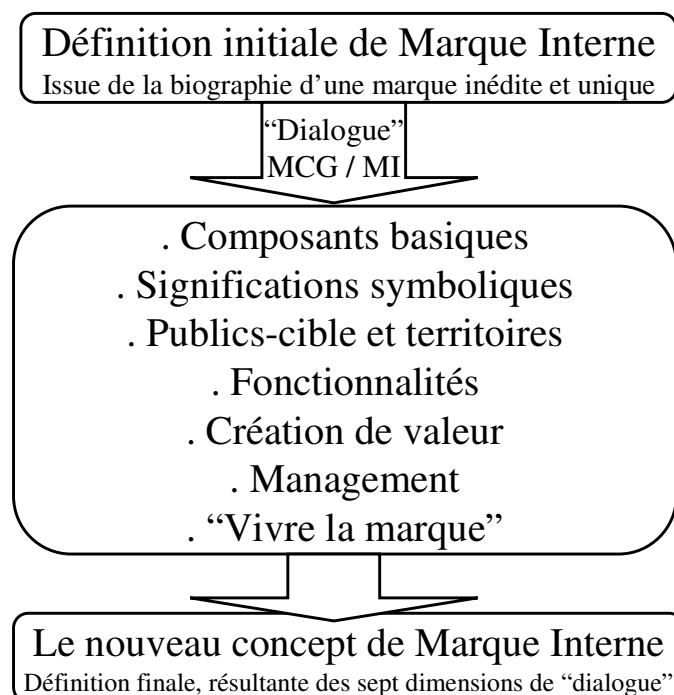 Définition initiale de Marque Interne
Issue de la biographie d’une marque inédite et unique
“Dialogue”
MCG / MI
. Composants basiques
. Significations symboliques
. Publics-cible et territoires
. Fonctionnalités
. Création de valeur
. Management
. “Vivre la marque”
Le nouveau concept de Marque Interne
Définition finale, résultante des sept dimensions de “dialogue”